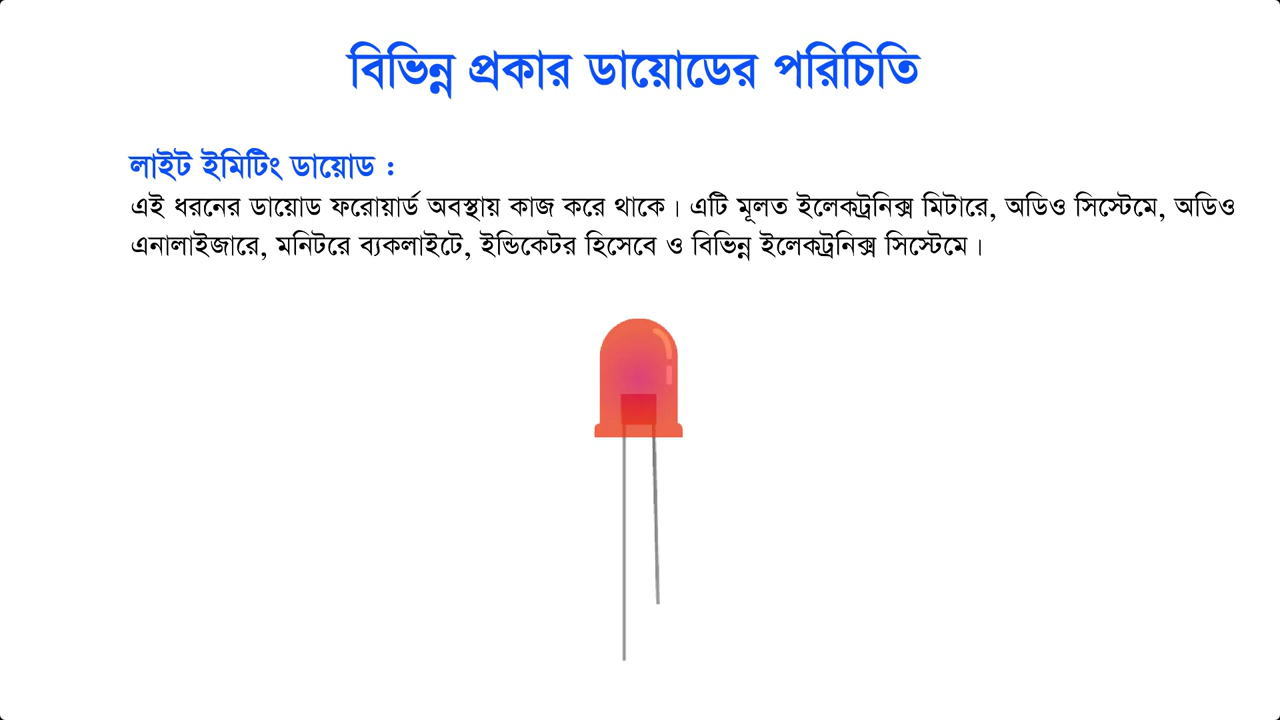 বিভিন্ন প্রকার ডায়োডের পরিচিতি
লাইট ইমিটিং ডায়োড :
এই ধরনের ডায়োড ফরোয়ার্ড অবস্থায় কাজ করে থাকে। এটি মূলত ইলেকট্রনিক্স মিটারে, অডিও সিস্টেমে, অডিও
এনালাইজারে, মনিটরে ব্যকলাইটে, ইন্ডিকেটর হিসেবে ও বিভিন্ন ইলেকট্রনিক্স সিস্টেমে।